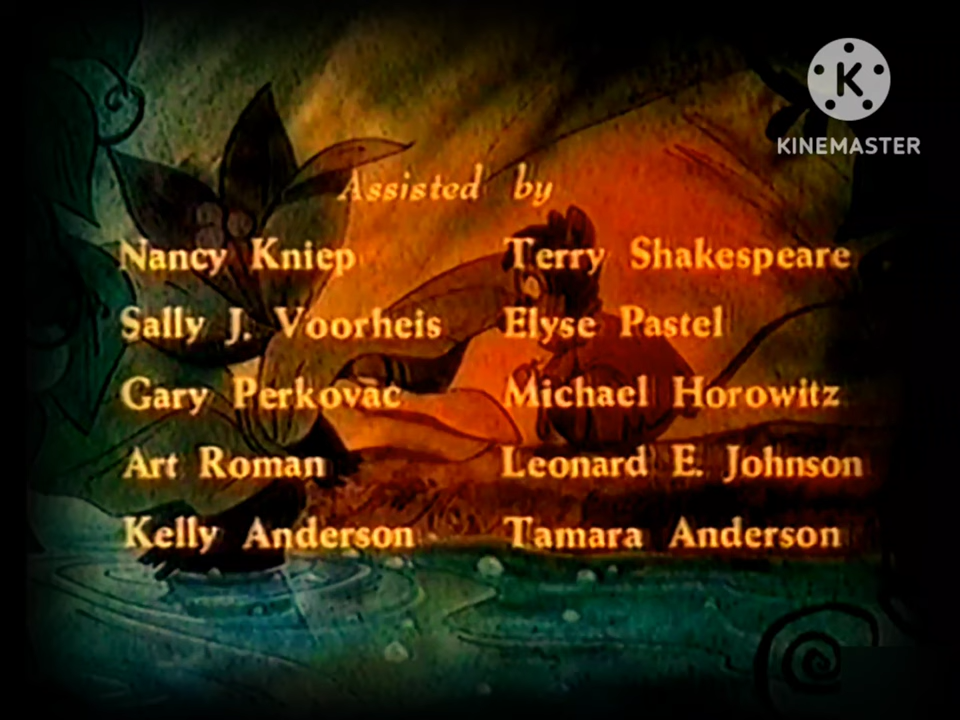 K
KINEMASTER
Assisted by
Nancy Kniep Terry Shakespeare
Sally J. Voorheis Elyse Pastel
Gary Perkovac Michael Horowitz
Art Roman Leonard E. Johnson
Kelly Anderson Tamara Anderson